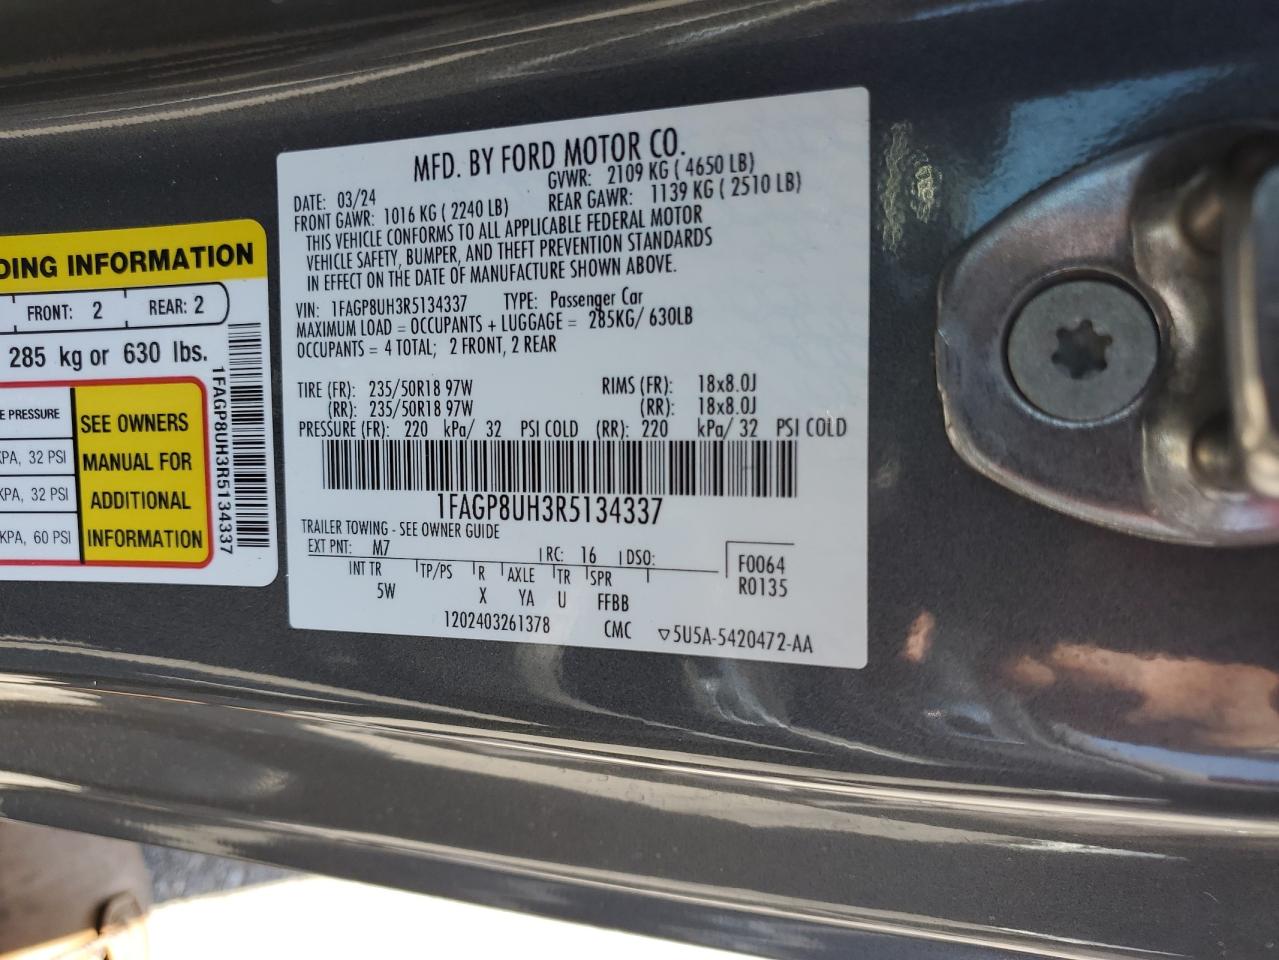 DING INFORMATION
FRONT: 2 REAR: 2
285 kg or 630 lbs.
E PRESSURE
KPA, 32 PSI
KPA, 32 PSI
KPA, 60 PSI
SEE OWNERS
MANUAL FOR
ADDITIONAL
INFORMATION
1FAGP8UH3R5134337
MFD. BY FORD MOTOR CO.
DATE: 03/24 GVWR: 2109 KG ( 4650 LB)
FRONT GAWR: 1016 KG ( 2240 LB) REAR GAWR: 1139 KG ( 2510 LB)
THIS VEHICLE CONFORMS TO ALL APPLICABLE FEDERAL MOTOR
VEHICLE SAFETY, BUMPER, AND THEFT PREVENTION STANDARDS
IN EFFECT ON THE DATE OF MANUFACTURE SHOWN ABOVE.
VIN: 1FAGP8UH3R5134337 TYPE: Passenger Car
MAXIMUM LOAD = OCCUPANTS + LUGGAGE = 285KG/ 630LB
OCCUPANTS = 4 TOTAL; 2 FRONT, 2 REAR
TIRE (FR): 235/50R18 97W RIMS (FR): 18x8.0J
(RR): 235/50R18 97W (RR): 18x8.0J
PRESSURE (FR): 220 kPa/ 32 PSI COLD (RR): 220 kPa/ 32 PSI COLD
1FAGP8UH3R5134337
TRAILER TOWING - SEE OWNER GUIDE
EXT PNT: M7 RC: 16 DSO: F0064
INT TR TP/PS R AXLE TR SPR R0135
5W X YA U FFBB
1202403261378 CMC ▽5U5A-5420472-AA